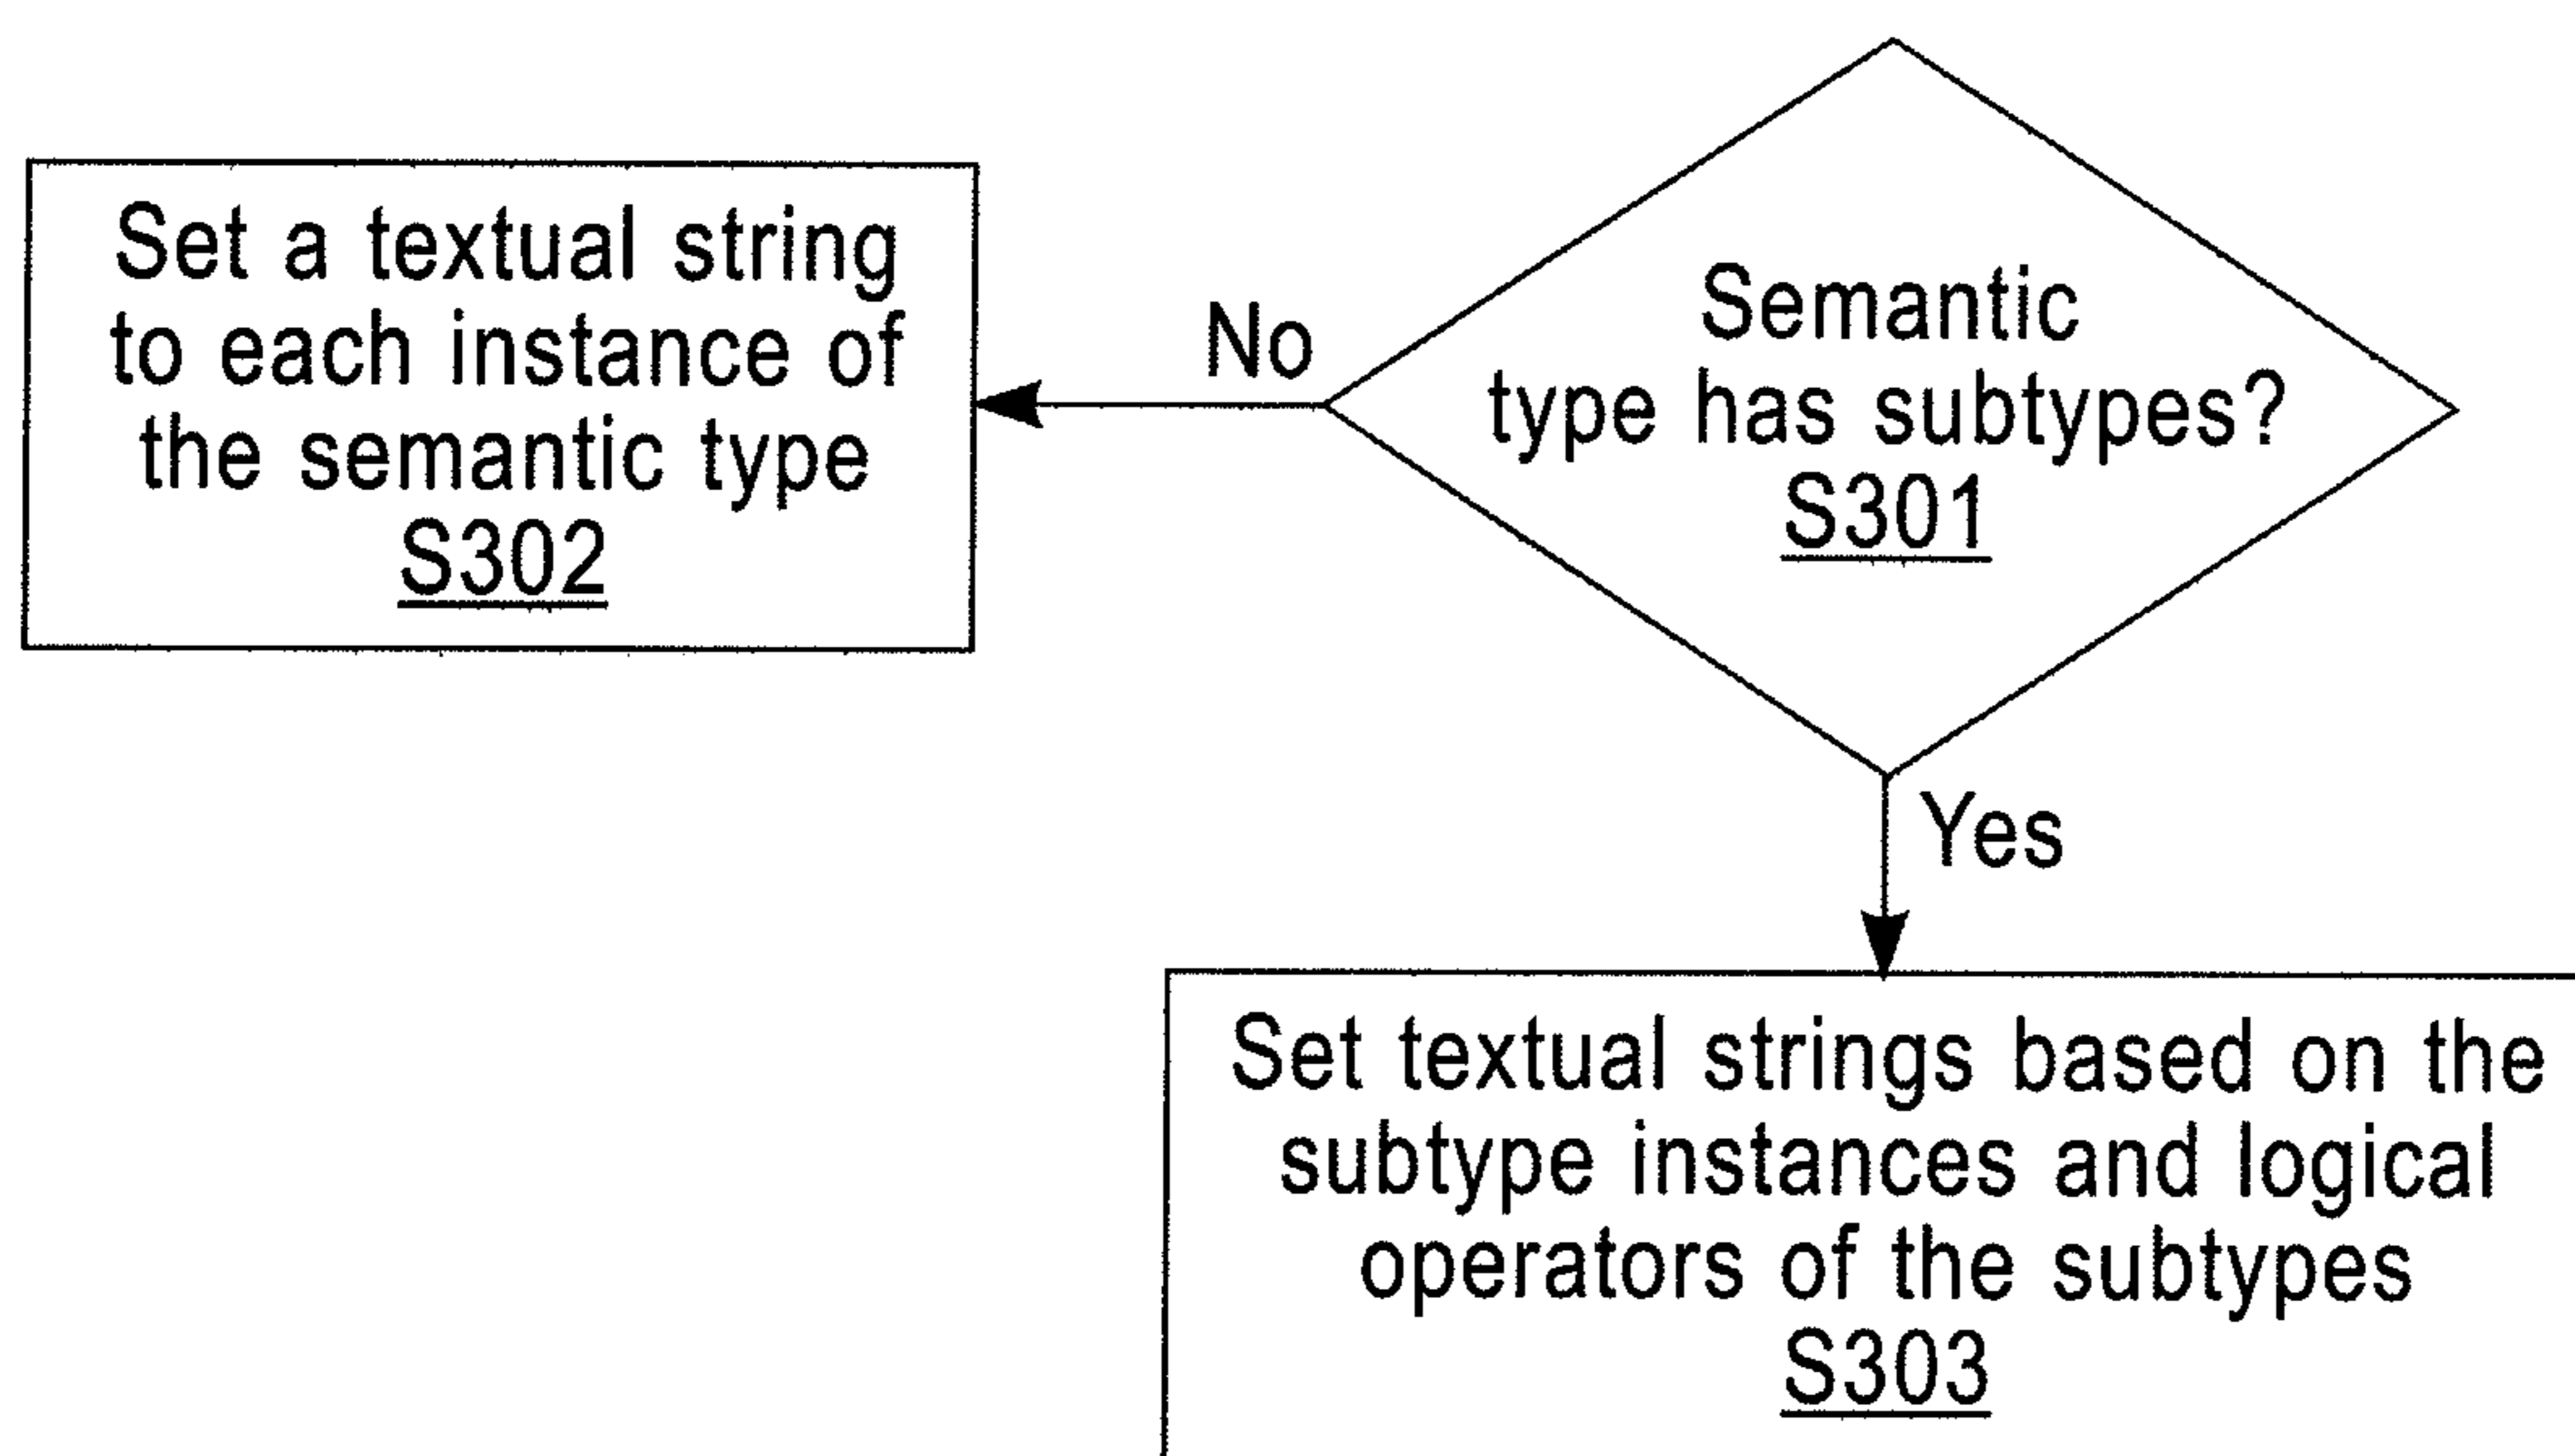 Set a textual string
to each instance of
the semantic type
S302
No
Semantic
type has subtypes?
S301
Yes
Set textual strings based on the
subtype instances and logical
operators of the subtypes
S303